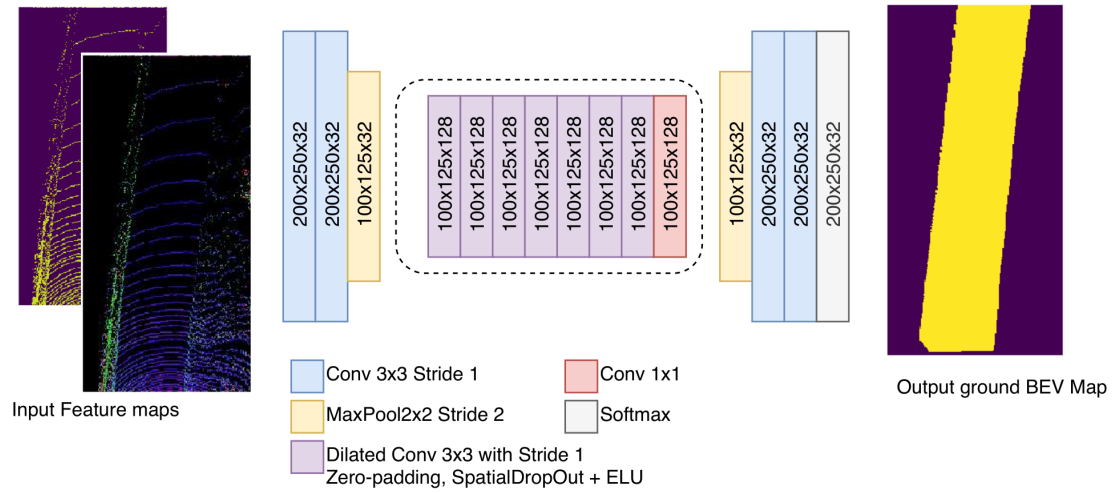 200x250x32
200x250x32
100x125x32
100x125x128
100x125x128
100x125x128
100x125x128
100x125x128
100x125x128
100x125x128
100x125x128
100x125x32
200x250x32
200x250x32
200x250x32
Input Feature maps
Output ground BEV Map
Conv 3x3 Stride 1
Conv 1x1
MaxPool2x2 Stride 2
Softmax
Dilated Conv 3x3 with Stride 1
Zero-padding, SpatialDropOut + ELU